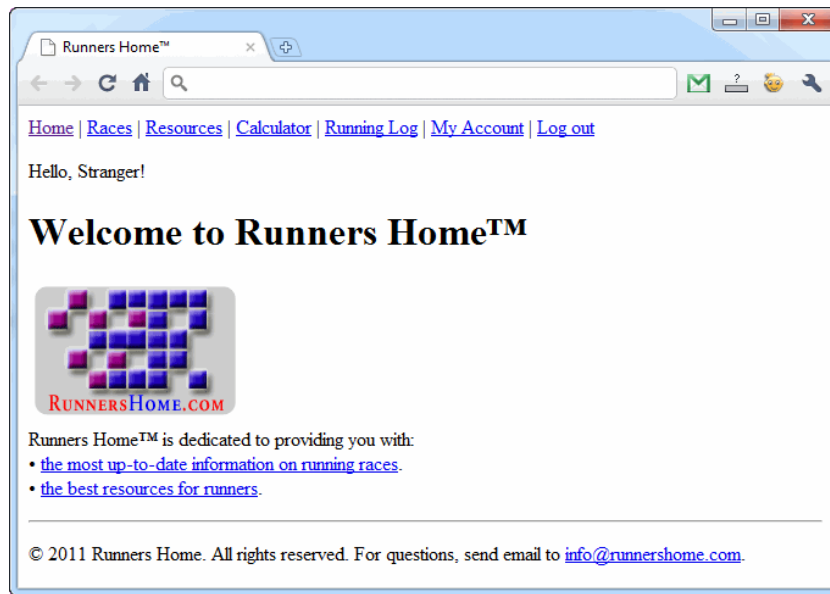 Runners Home™
?
Home | Races | Resources | Calculator | Running Log | My Account | Log out
Hello, Stranger!
Welcome to Runners Home™
RUNNERSHOME.COM
Runners Home™ is dedicated to providing you with:
• the most up-to-date information on running races.
• the best resources for runners.
© 2011 Runners Home. All rights reserved. For questions, send email to info@runnershome.com.